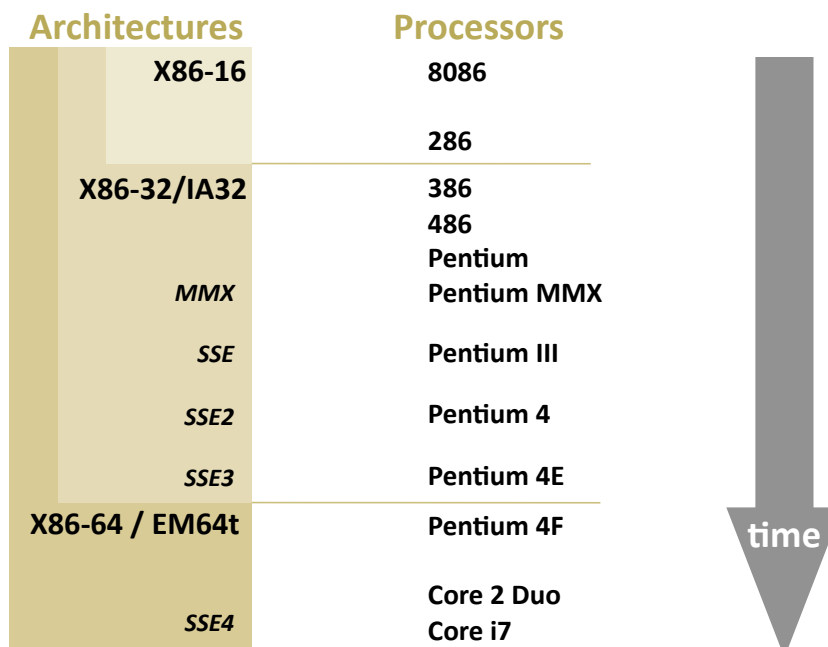 Architectures Processors
X86-16 8086
286
X86-32/IA32 386
486
Pentium
MMX Pentium MMX
SSE Pentium III
SSE2 Pentium 4
SSE3 Pentium 4E
X86-64 / EM64t Pentium 4F
time
Core 2 Duo
SSE4 Core i7